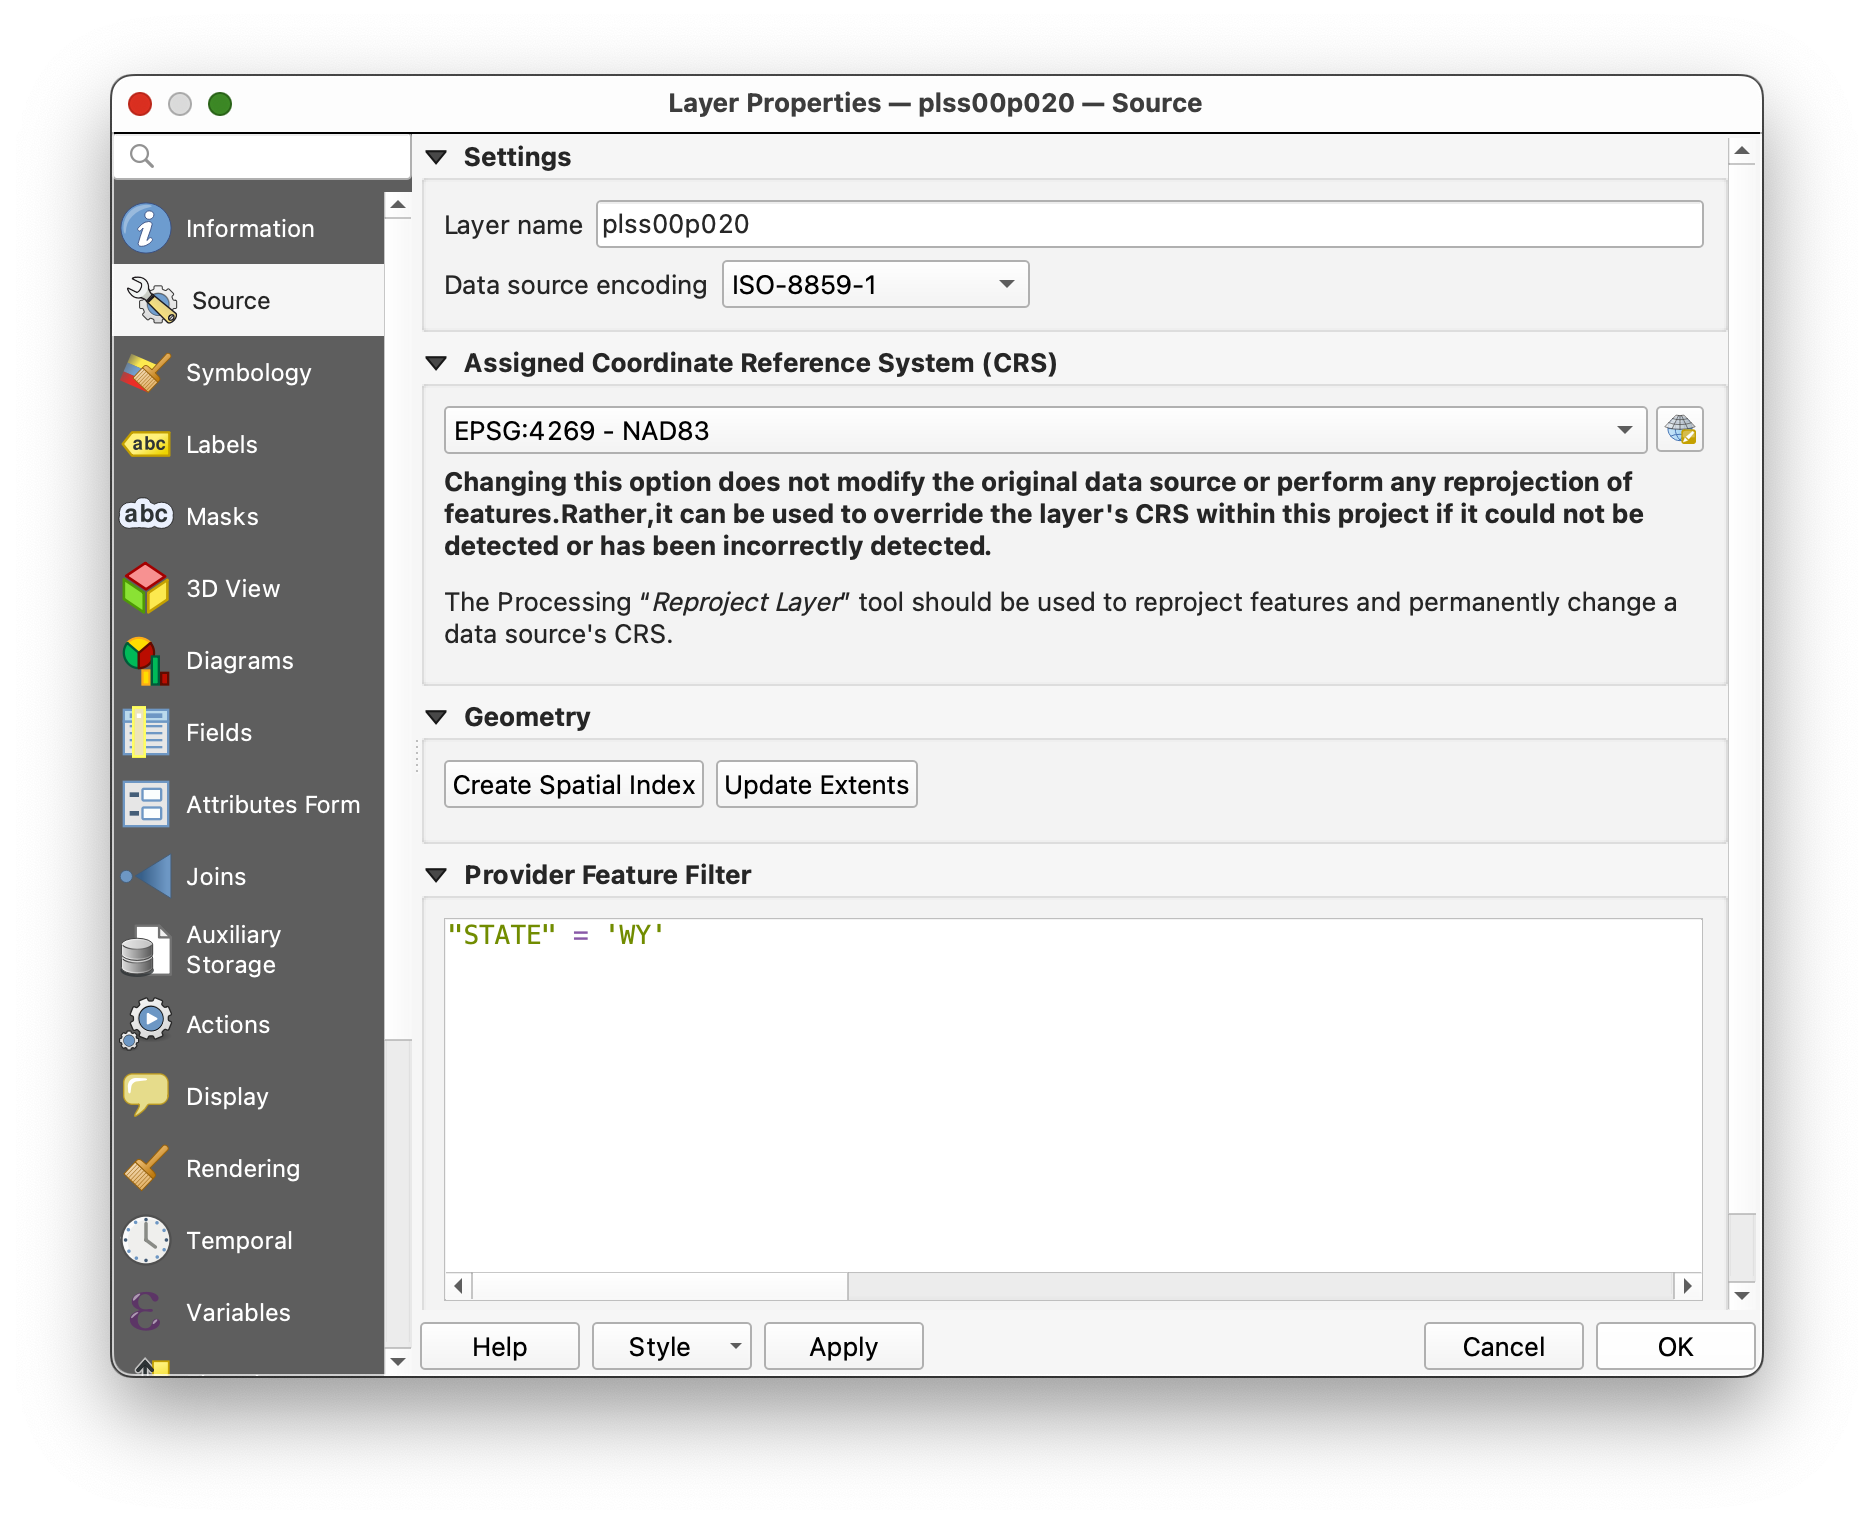 Layer Properties — plss00p020 — Source
Information
Source
Symbology
abc Labels
abc Masks
3D View
Diagrams
Fields
Attributes Form
Joins
Auxiliary
Storage
Actions
Display
Rendering
Temporal
Variables
Settings
Layer name plss00p020
Data source encoding ISO-8859-1
Assigned Coordinate Reference System (CRS)
EPSG:4269 - NAD83
Changing this option does not modify the original data source or perform any reprojection of
features.Rather,it can be used to override the layer's CRS within this project if it could not be
detected or has been incorrectly detected.
The Processing “Reproject Layer” tool should be used to reproject features and permanently change a
data source's CRS.
Geometry
Create Spatial Index Update Extents
Provider Feature Filter
"STATE" = 'WY'
Help Style Apply Cancel OK